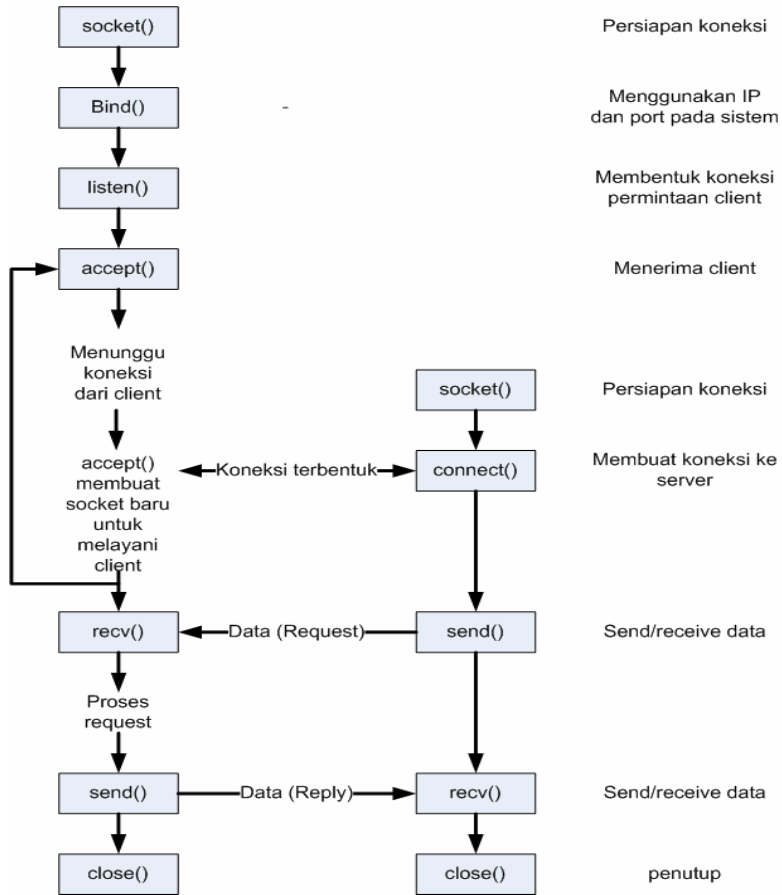 socket()
Persiapan koneksi
Bind()
-
Menggunakan IP
dan port pada sistem
listen()
Membentuk koneksi
permintaan client
accept()
Menerima client
Menunggu
koneksi
dari client
socket()
Persiapan koneksi
accept()
membuat
socket baru
untuk
melayani
client
Koneksi terbentuk
connect()
Membuat koneksi ke
server
recv()
Data (Request)
send()
Send/receive data
Proses
request
send()
Data (Reply)
recv()
Send/receive data
close()
close()
penutup